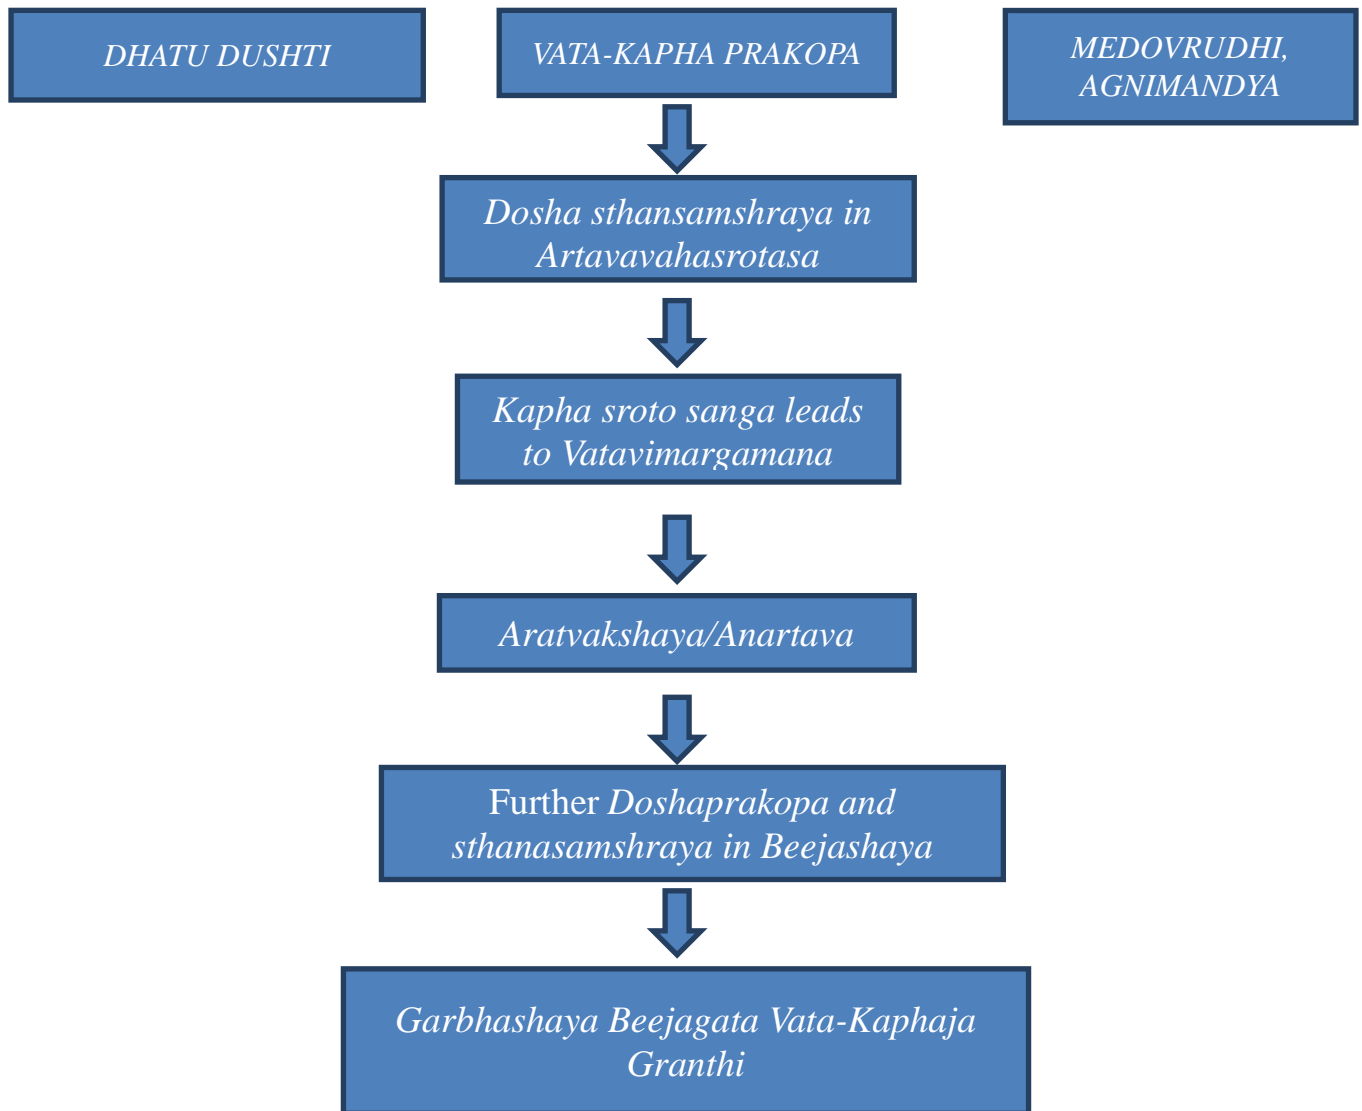 DHATU DUSHTI
VATA-KAPHA PRAKOPA
MEDOVRUDHI,
AGNIMANDYA
Dosha sthansamshraya in
Artavavahasrotasa
Kapha sroto sanga leads
to Vatavimargamana
Aratvakshaya/Anartava
Further Doshaprakopa and
sthanasamshraya in Beejashaya
Garbhashaya Beejagata Vata-Kaphaja
Granthi